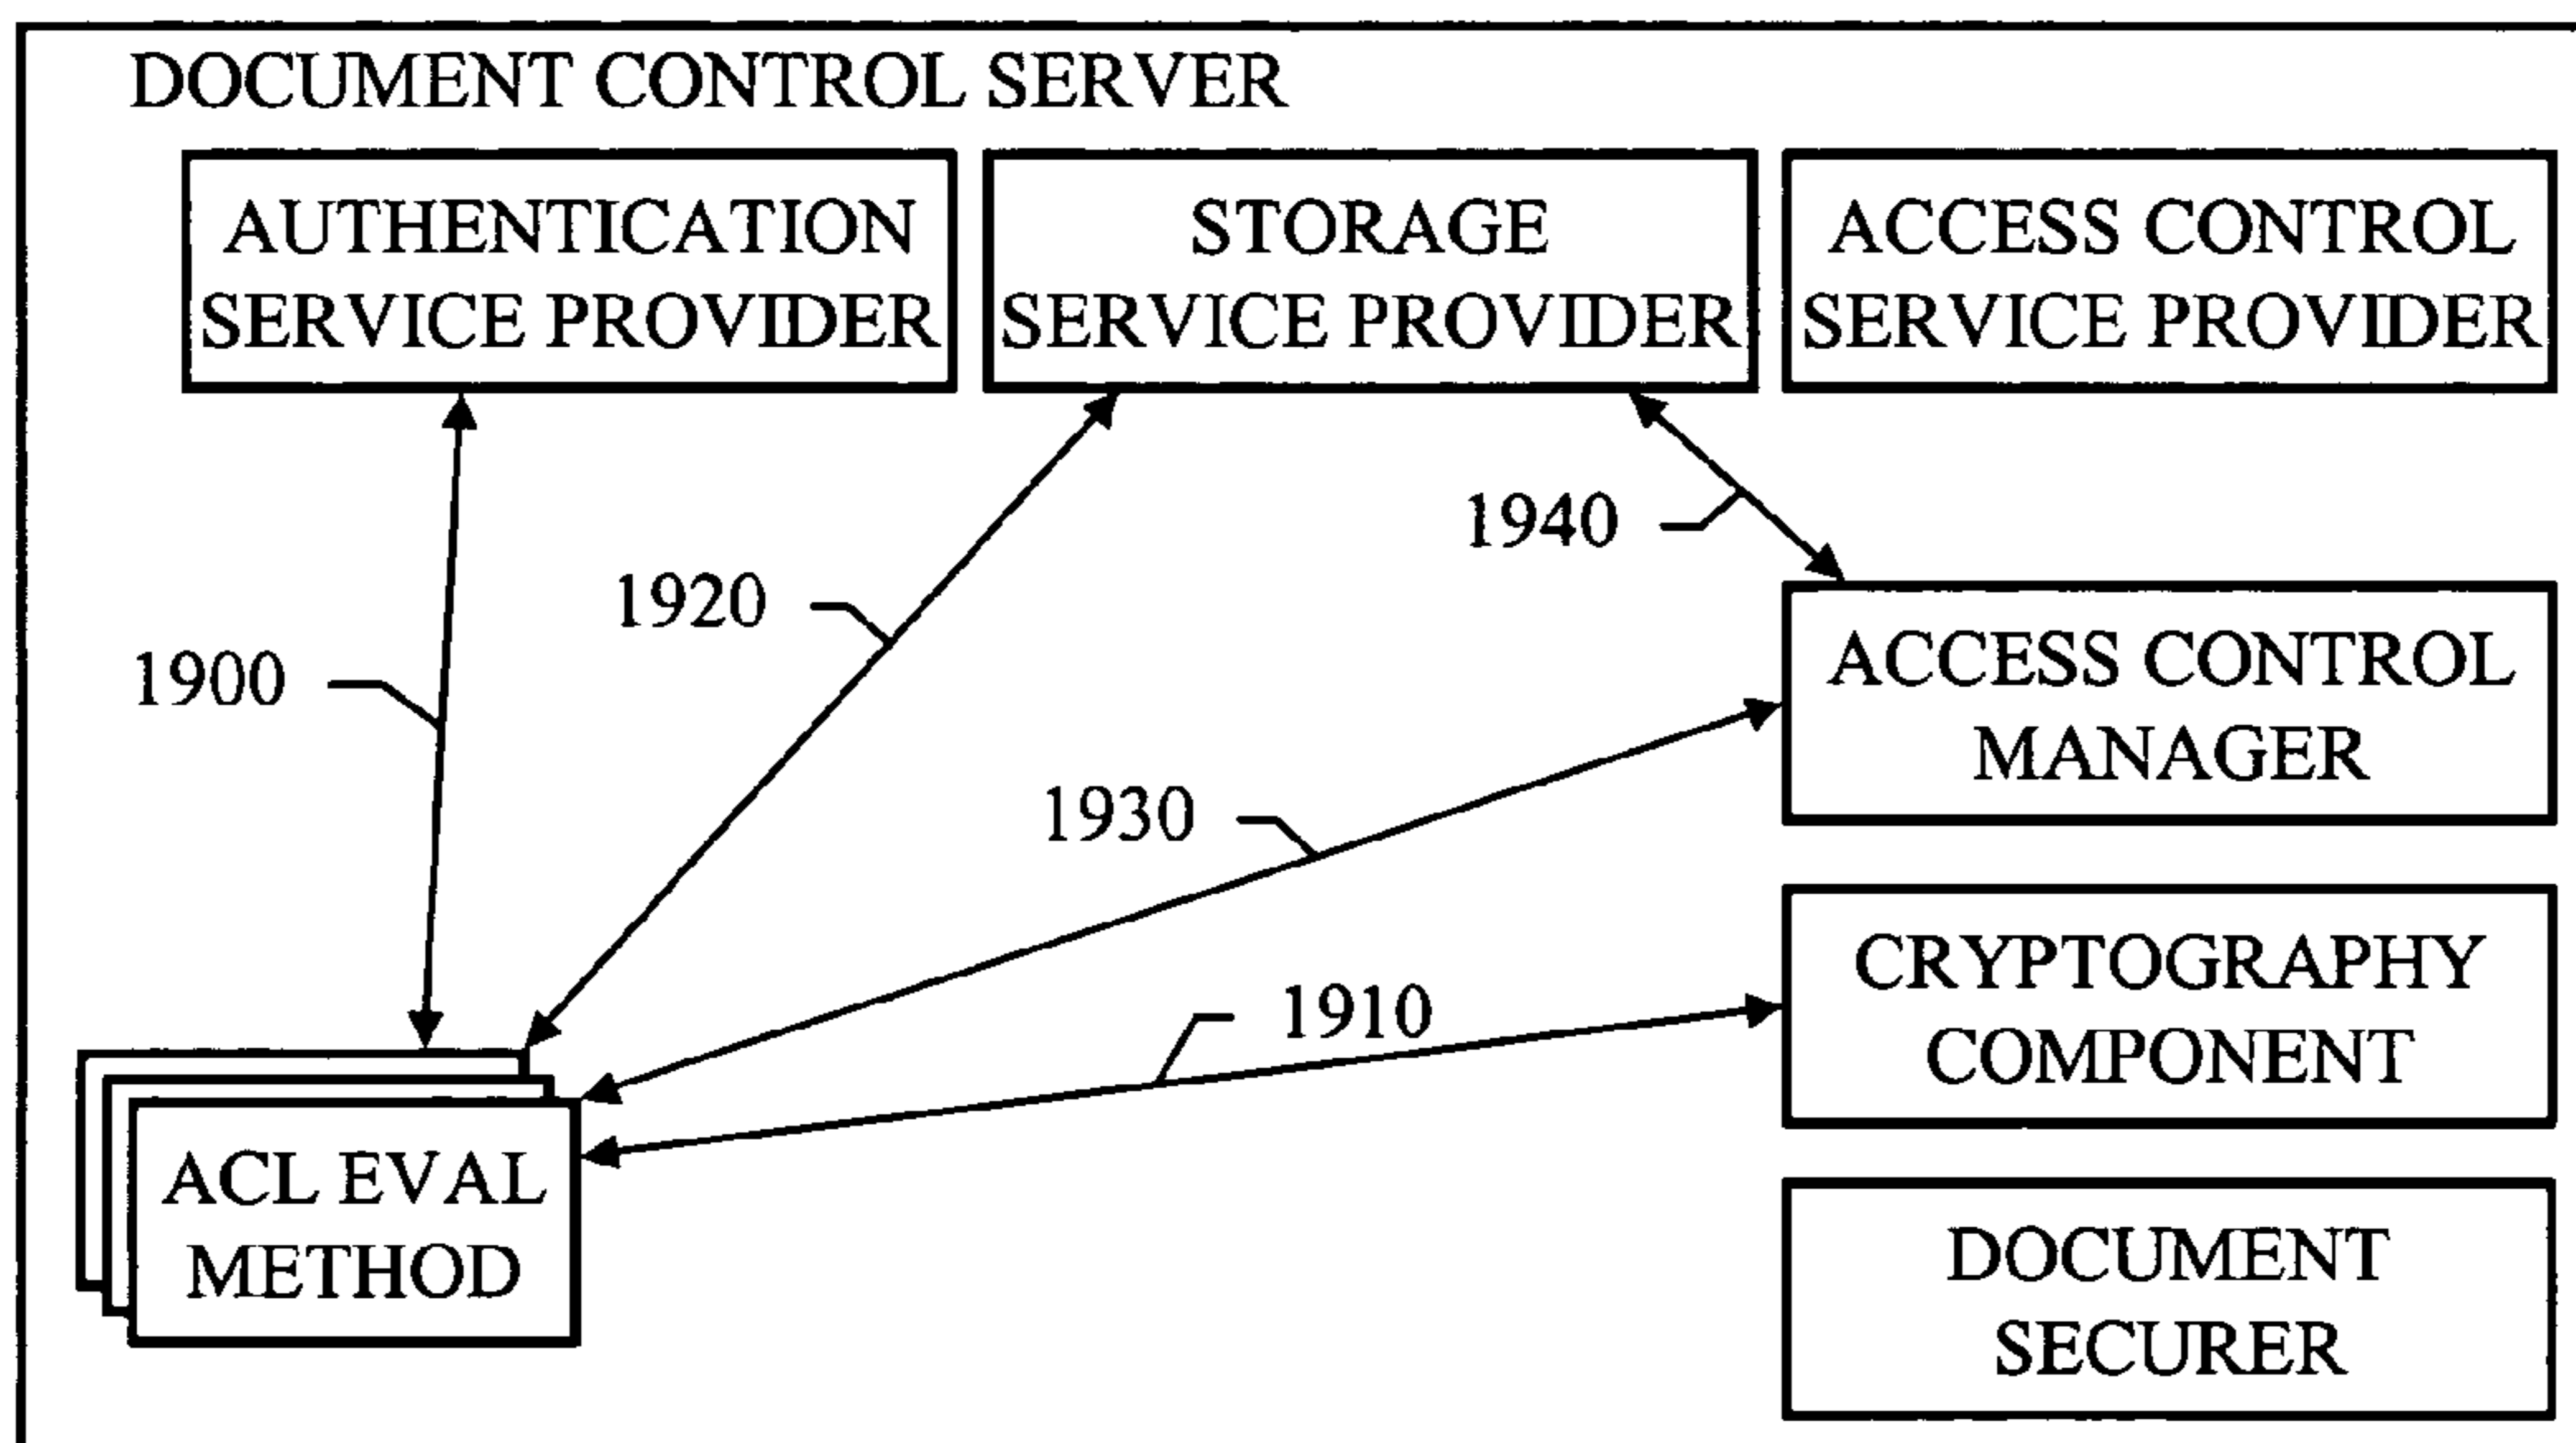 DOCUMENT CONTROL SERVER
AUTHENTICATION
SERVICE PROVIDER
STORAGE
SERVICE PROVIDER
ACCESS CONTROL
SERVICE PROVIDER
1940
1920
1900
ACCESS CONTROL
MANAGER
1930
1910
CRYPTOGRAPHY
COMPONENT
ACL EVAL
METHOD
DOCUMENT
SECURER